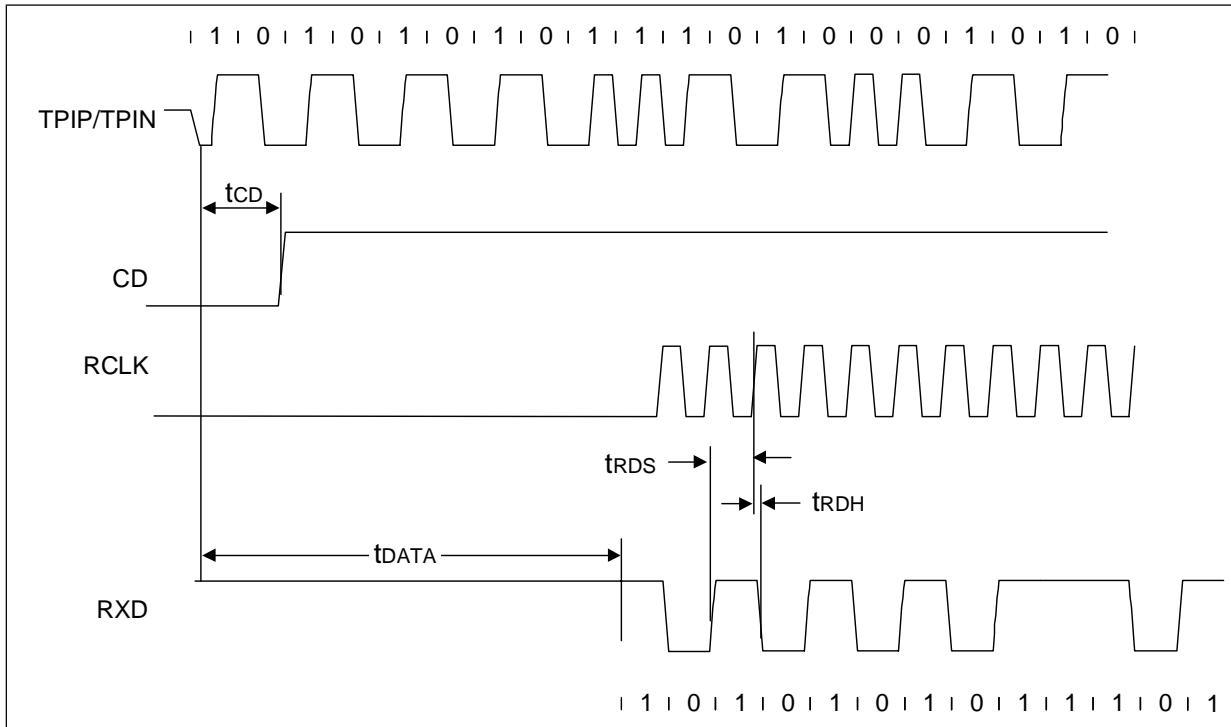 I 1 I 0 I 1 I 0 I 1 I 0 I 1 I 0 I 1 I 1 I 1 I 0 I 1 I 0 I 0 I 0 I 1 I 0 I 1 I 0 I
TPIP/TPIN
tCD
CD
RCLK
tRDS
tRDH
tDATA
RXD
I 1 I 0 I 1 I 0 I 1 I 0 I 1 I 0 I 1 I 1 I 1 I 0 I 1